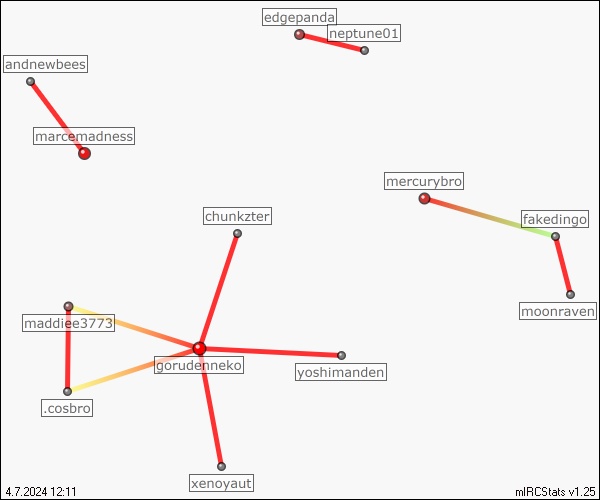 edgepanda
neptune01
andnewbees
marcemadness
mercurybro
chunkzter
fakedingo
moonraven
maddiee3773
gorudenneko
yoshimanden
.cosbro
xenoyaut
4.7.2024 12:11
mIRCStats v1.25